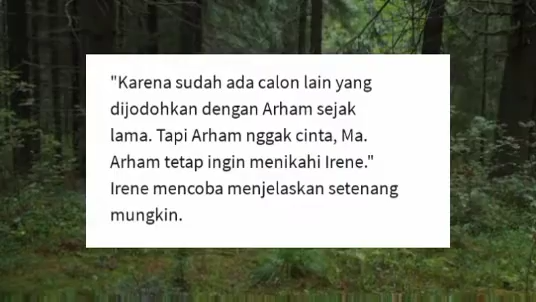 "Karena sudah ada calon lain yang
dijodohkan dengan Arham sejak
lama. Tapi Arham nggak cinta, Ma.
Arham tetap ingin menikahi Irene."
Irene mencoba menjelaskan setenang
mungkin.